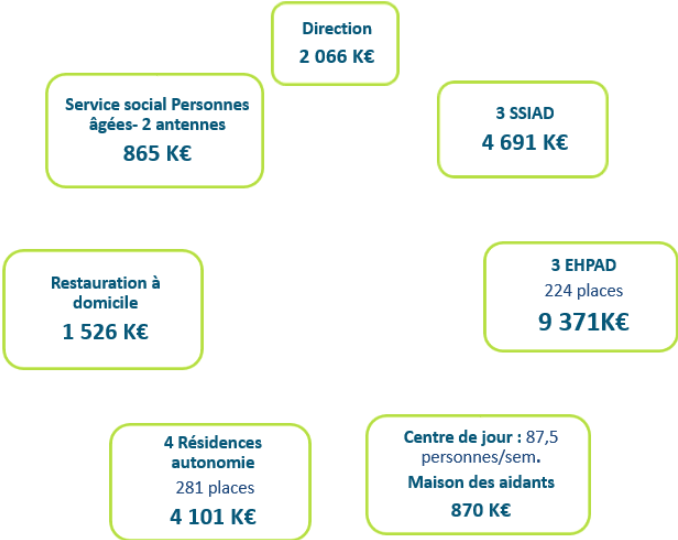 Direction
2 066 K€
Service social Personnes
âgées- 2 antennes
865 K€
3 SSIAD
4 691 K€
Restauration à
domicile
1 526 K€
3 EHPAD
224 places
9 371K€
4 Résidences
autonomie
281 places
4 101 K€
Centre de jour : 87,5
personnes/sem.
Maison des aidants
870 K€